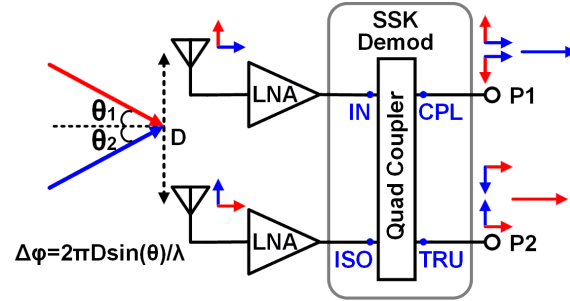 SSK
Demod
LNA
IN
CPL
P1
θ1
θ2
D
Quad Coupler
LNA
ISO
TRU
P2
Δφ=2πDsin(θ)/λ